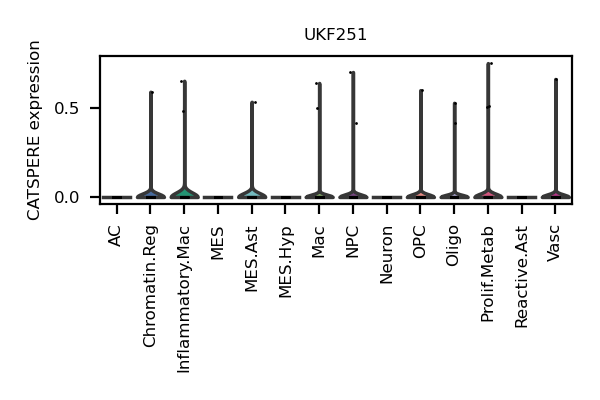 UKF251
CATSPERE expression
0.5
0.0
AC
Chromatin.Reg
Inflammatory.Mac
MES
MES.Ast
MES.Hyp
Mac
NPC
Neuron
OPC
Oligo
Prolif.Metab
Reactive.Ast
Vasc